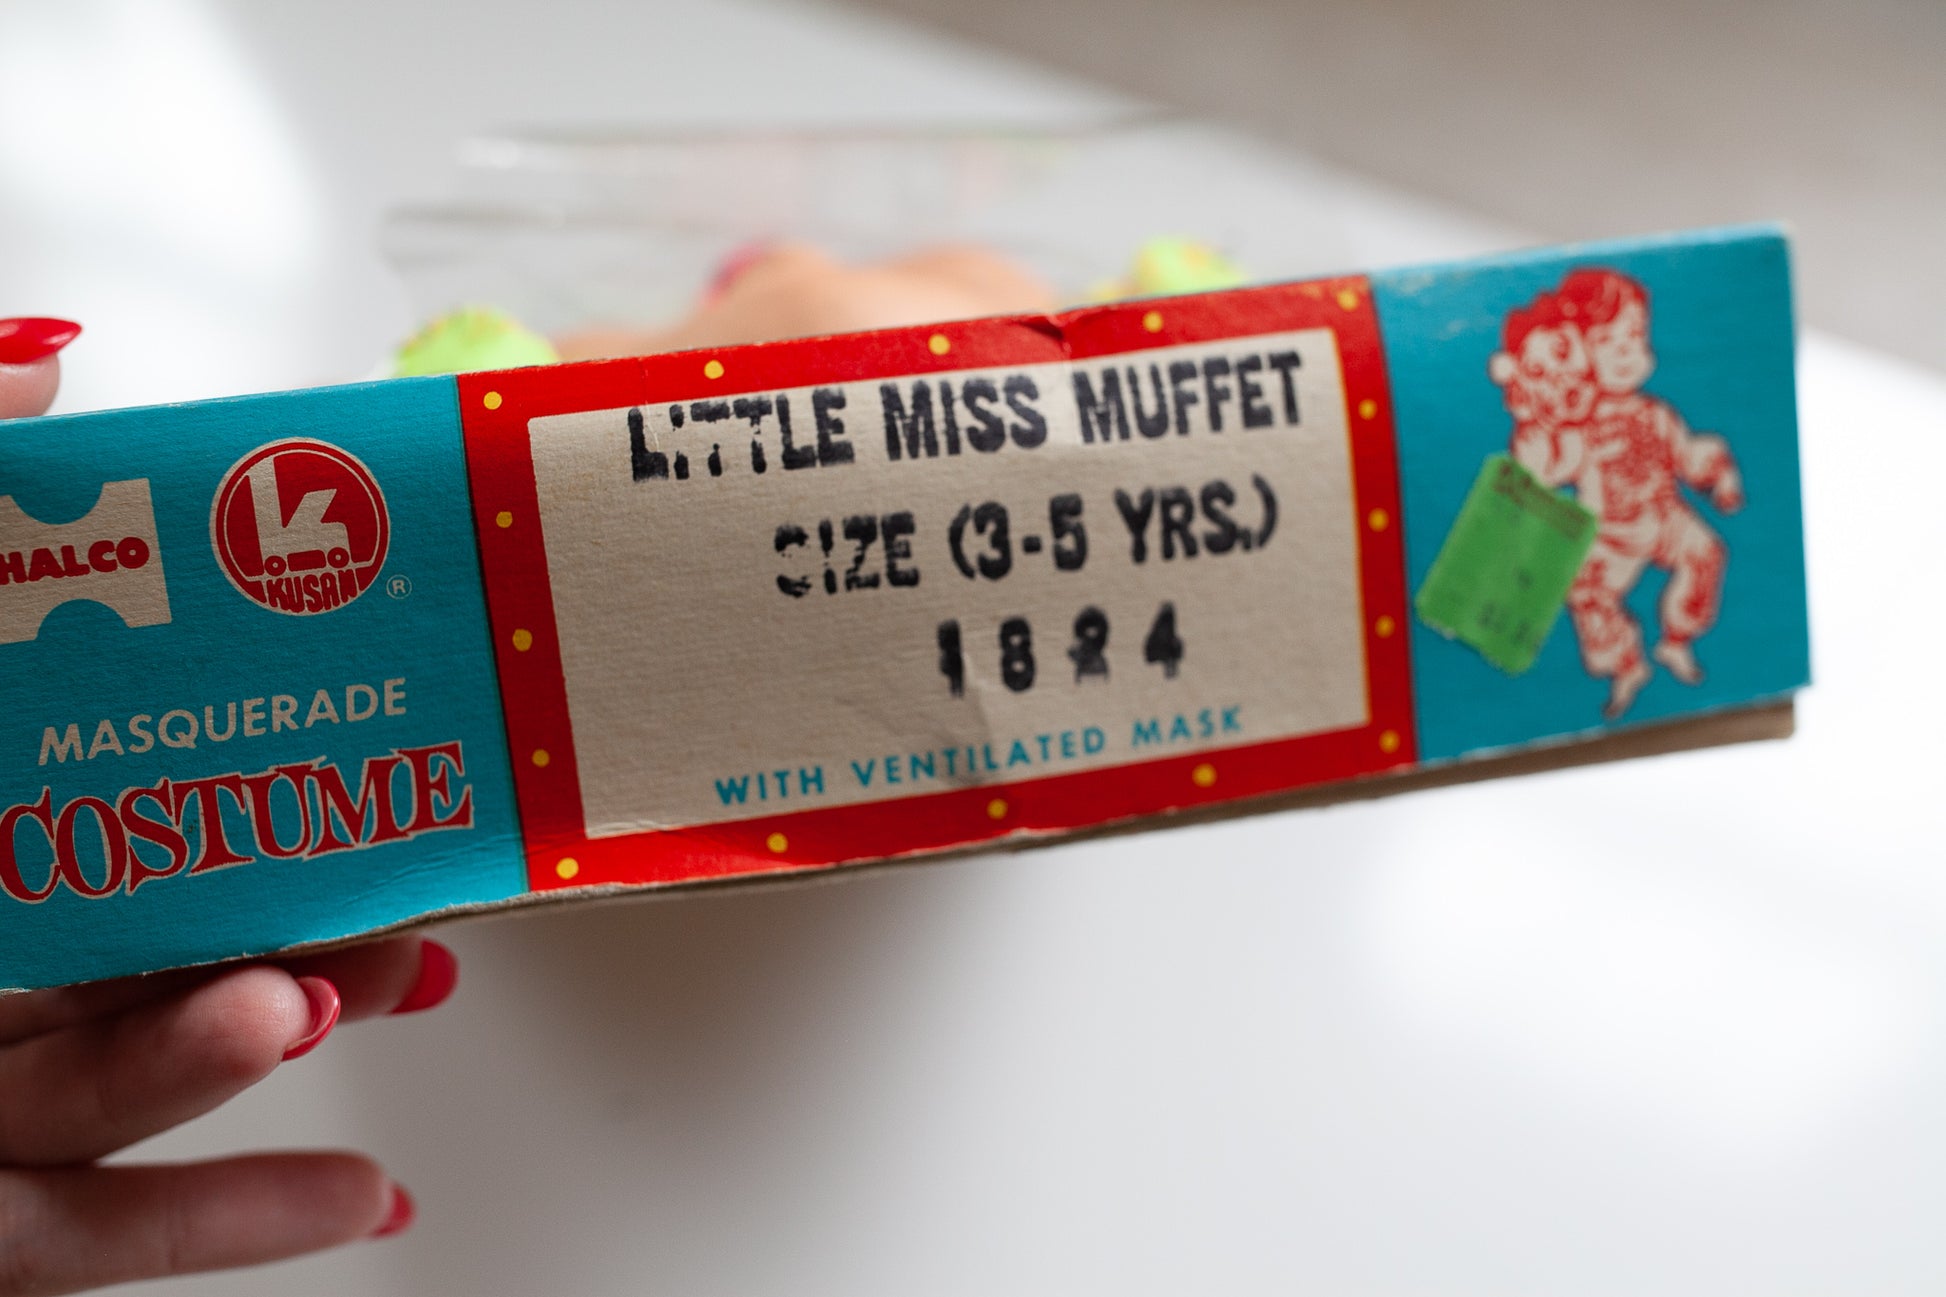 HALCO
K
KUSAN
®
MASQUERADE
COSTUME
LITTLE MISS MUFFET
SIZE (3-5 YRS.)
1824
WITH VENTILATED MASK